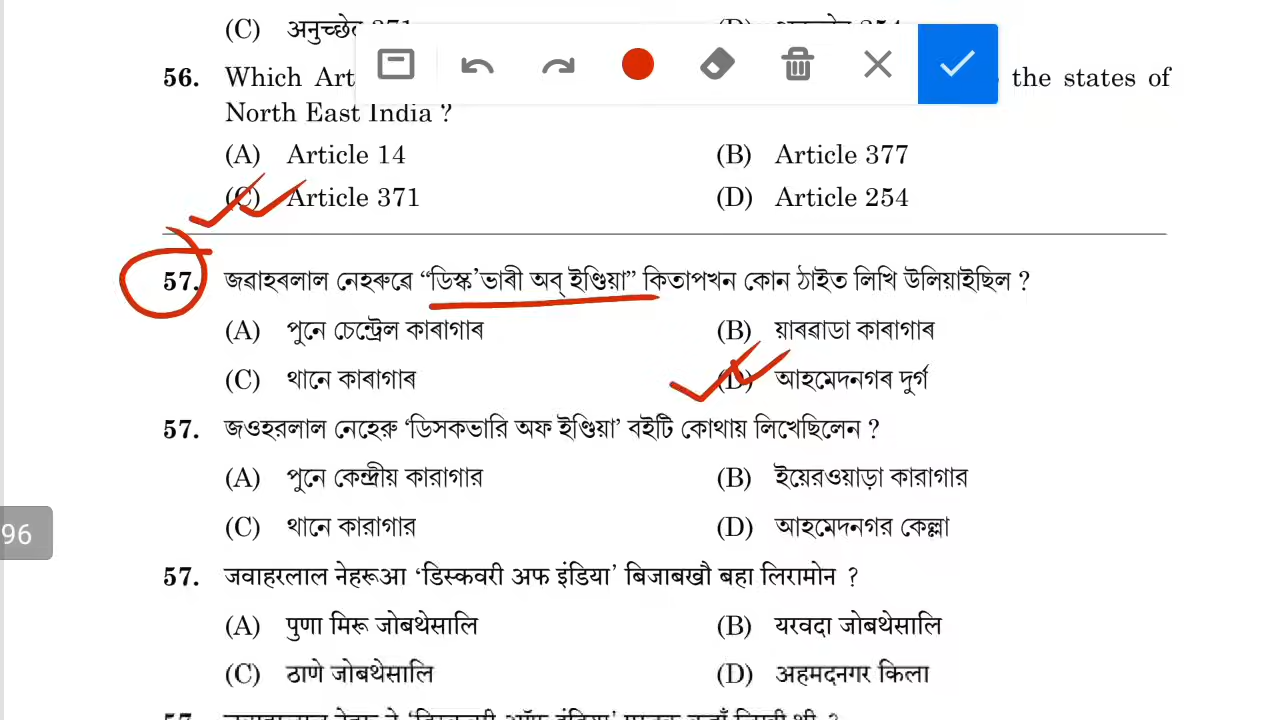 (C) अनुच्छेद 371
56. Which Art the states of
North East India ?
(A) Article 14 (B) Article 377
(C) Article 371 (D) Article 254
57. জৱাহৰলাল নেহৰুৱে “ডিস্ক’ভাৰী অব্ ইণ্ডিয়া” কিতাপখন কোন ঠাইত লিখি উলিয়াইছিল ?
(A) পুনে চেন্ট্ৰেল কাৰাগাৰ (B) য়াৰৱাডা কাৰাগাৰ
(C) থানে কাৰাগাৰ (D) আহমেদনগৰ দুৰ্গ
57. জওহরলাল নেহেরু ‘ডিসকভারি অফ ইণ্ডিয়া’ বইটি কোথায় লিখেছিলেন ?
(A) পুনে কেন্দ্রীয় কারাগার (B) ইয়েরওয়াড়া কারাগার
(C) থানে কারাগার (D) আহমেদনগর কেল্লা
57. जवाहरलाल नेहरूआ ‘डिस्कवरी अफ इंडिया’ बिजाबखौ बहा लिरामोन ?
(A) पुणा मिरू जोबथेसालि (B) यरवदा जोबथेसालि
(C) ठाणे जोबथेसालि (D) अहमदनगर किला
96